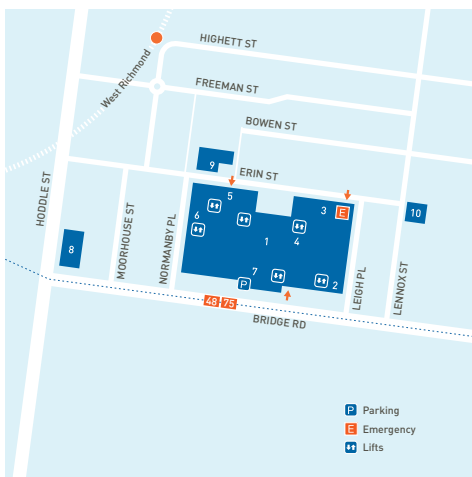 HIGHETT ST
West Richmond
FREEMAN ST
BOWEN ST
9
ERIN ST
5
3
E
10
HODDLE ST
MOORHOUSE ST
NORMANBY PL
6
1
4
8
7
P
2
LEIGH PL
LENNOX ST
48
75
BRIDGE RD
P Parking
E Emergency
Lifts